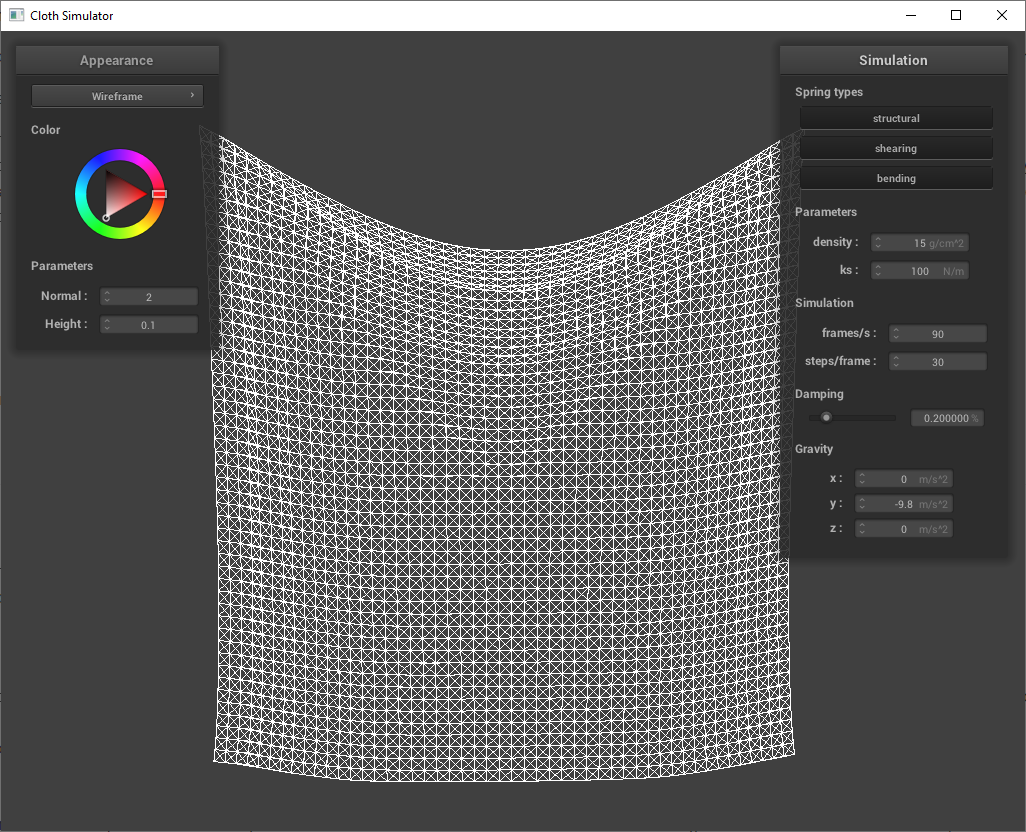 Cloth Simulator
Appearance
Wireframe
Color
Parameters
Normal : 2
Height : 0.1
Simulation
Spring types
structural
shearing
bending
Parameters
density : 15 g/cm^2
ks : 100 N/m
Simulation
frames/s : 90
steps/frame : 30
Damping
0.200000 %
Gravity
x : 0 m/s^2
y : -9.8 m/s^2
z : 0 m/s^2